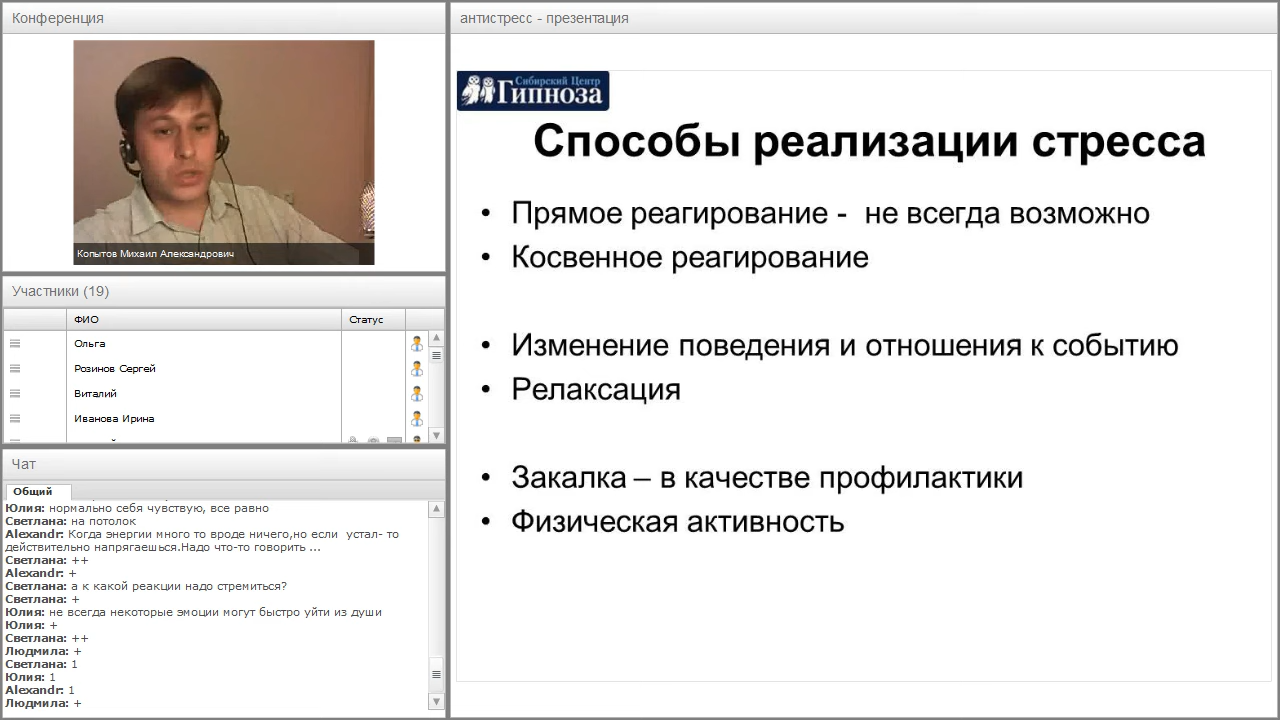 Конференция
Копытов Михаил Александрович
Участники (19)
ФИО
Статус
Ольга
Розинов Сергей
Виталий
Иванова Ирина
Чат
Общий
Юлия: нормально себя чувствую, все равно
Светлана: на потолок
Alexandr: Когда энергии много то вроде ничего,но если устал- то
действительно напрягаешься.Надо что-то говорить ...
Светлана: ++
Alexandr: +
Светлана: а к какой реакции надо стремиться?
Светлана: +
Юлия: не всегда некоторые эмоции могут быстро уйти из души
Юлия: +
Светлана: ++
Людмила: +
Светлана: 1
Юлия: 1
Alexandr: 1
Людмила: +
антистресс - презентация
Сибирский Центр
Гипноза
Способы реализации стресса
• Прямое реагирование - не всегда возможно
• Косвенное реагирование
• Изменение поведения и отношения к событию
• Релаксация
• Закалка – в качестве профилактики
• Физическая активность